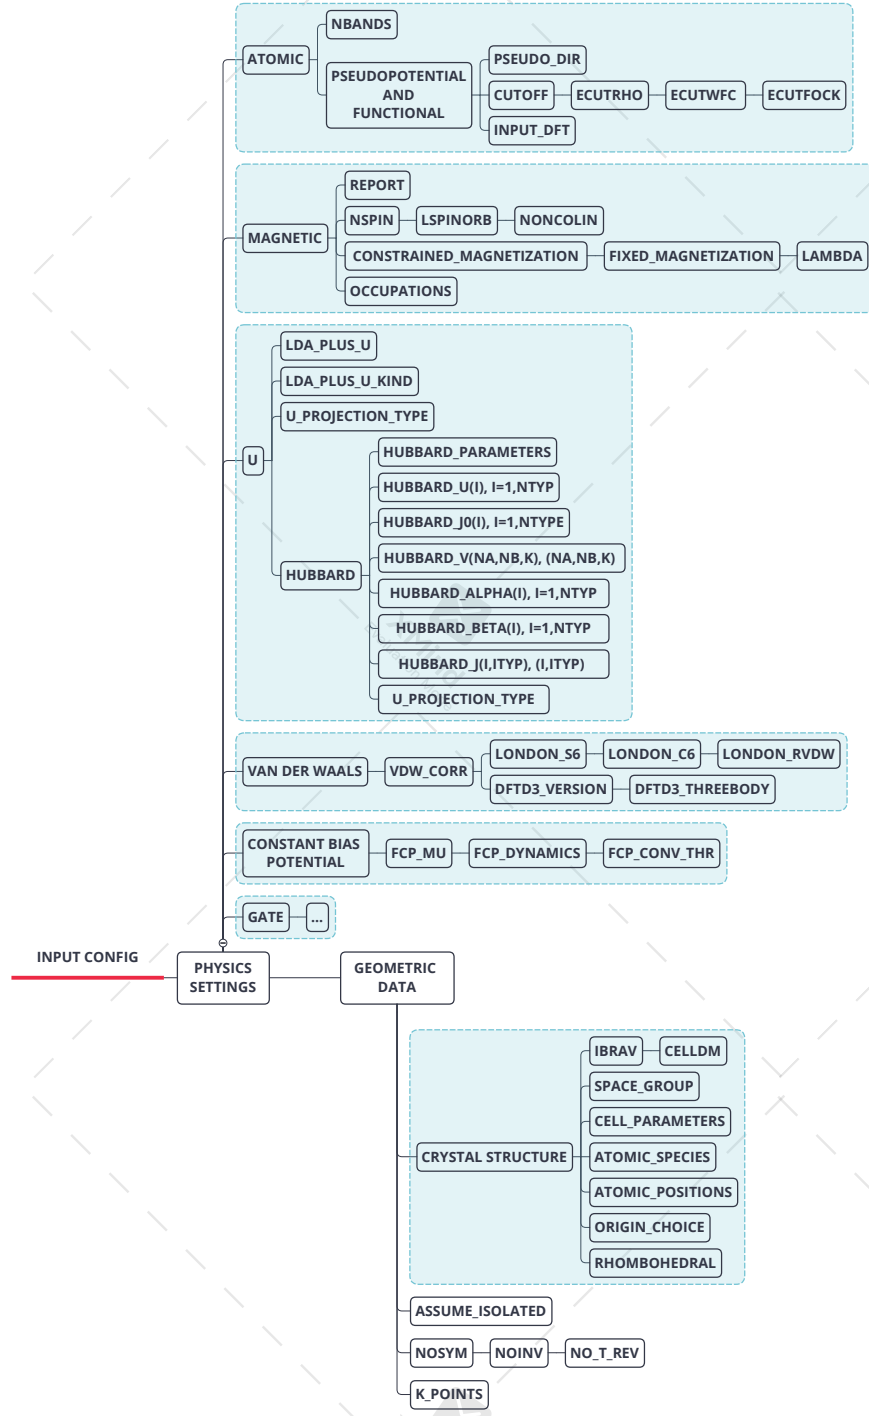 NBANDS
ATOMIC
PSEUDOPOTENTIAL
AND
FUNCTIONAL
PSEUDO_DIR
CUTOFF
ECUTRHO
ECUTWFC
ECUTFOCK
INPUT_DFT
REPORT
MAGNETIC
NSPIN
LSPINORB
NONCOLIN
CONSTRAINED_MAGNETIZATION
FIXED_MAGNETIZATION
LAMBDA
OCCUPATIONS
LDA_PLUS_U
LDA_PLUS_U_KIND
U_PROJECTION_TYPE
U
HUBBARD
HUBBARD_PARAMETERS
HUBBARD_U(I), I=1,NTYP
HUBBARD_J0(I), I=1,NTYPE
HUBBARD_V(NA,NB,K), (NA,NB,K)
HUBBARD_ALPHA(I), I=1,NTYP
HUBBARD_BETA(I), I=1,NTYP
HUBBARD_J(I,ITYP), (I,ITYP)
U_PROJECTION_TYPE
XMind
Evaluation Mode
VAN DER WAALS
VDW_CORR
LONDON_S6
LONDON_C6
LONDON_RVDW
DFTD3_VERSION
DFTD3_THREEBODY
CONSTANT BIAS
POTENTIAL
FCP_MU
FCP_DYNAMICS
FCP_CONV_THR
GATE
...
INPUT CONFIG
PHYSICS
SETTINGS
GEOMETRIC
DATA
CRYSTAL STRUCTURE
IBRAV
CELLDM
SPACE_GROUP
CELL_PARAMETERS
ATOMIC_SPECIES
ATOMIC_POSITIONS
ORIGIN_CHOICE
RHOMBOHEDRAL
ASSUME_ISOLATED
NOSYM
NOINV
NO_T_REV
K_POINTS